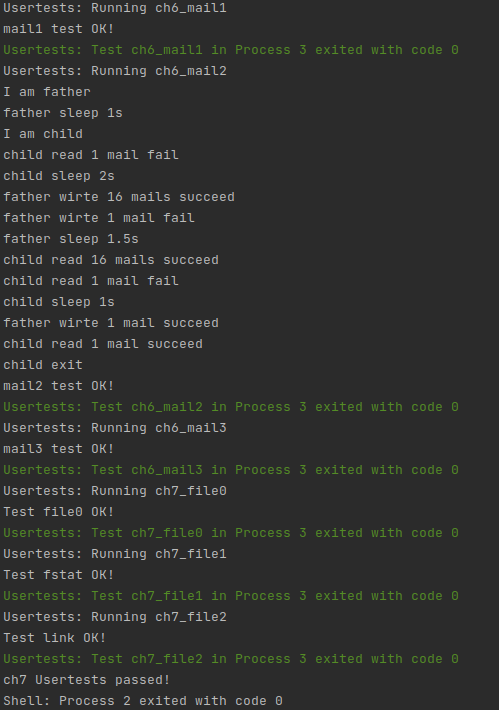 Usertests: Running ch6_mail1
mail1 test OK!
Usertests: Test ch6_mail1 in Process 3 exited with code 0
Usertests: Running ch6_mail2
I am father
father sleep 1s
I am child
child read 1 mail fail
child sleep 2s
father wirte 16 mails succeed
father wirte 1 mail fail
father sleep 1.5s
child read 16 mails succeed
child read 1 mail fail
child sleep 1s
father wirte 1 mail succeed
child read 1 mail succeed
child exit
mail2 test OK!
Usertests: Test ch6_mail2 in Process 3 exited with code 0
Usertests: Running ch6_mail3
mail3 test OK!
Usertests: Test ch6_mail3 in Process 3 exited with code 0
Usertests: Running ch7_file0
Test file0 OK!
Usertests: Test ch7_file0 in Process 3 exited with code 0
Usertests: Running ch7_file1
Test fstat OK!
Usertests: Test ch7_file1 in Process 3 exited with code 0
Usertests: Running ch7_file2
Test link OK!
Usertests: Test ch7_file2 in Process 3 exited with code 0
ch7 Usertests passed!
Shell: Process 2 exited with code 0